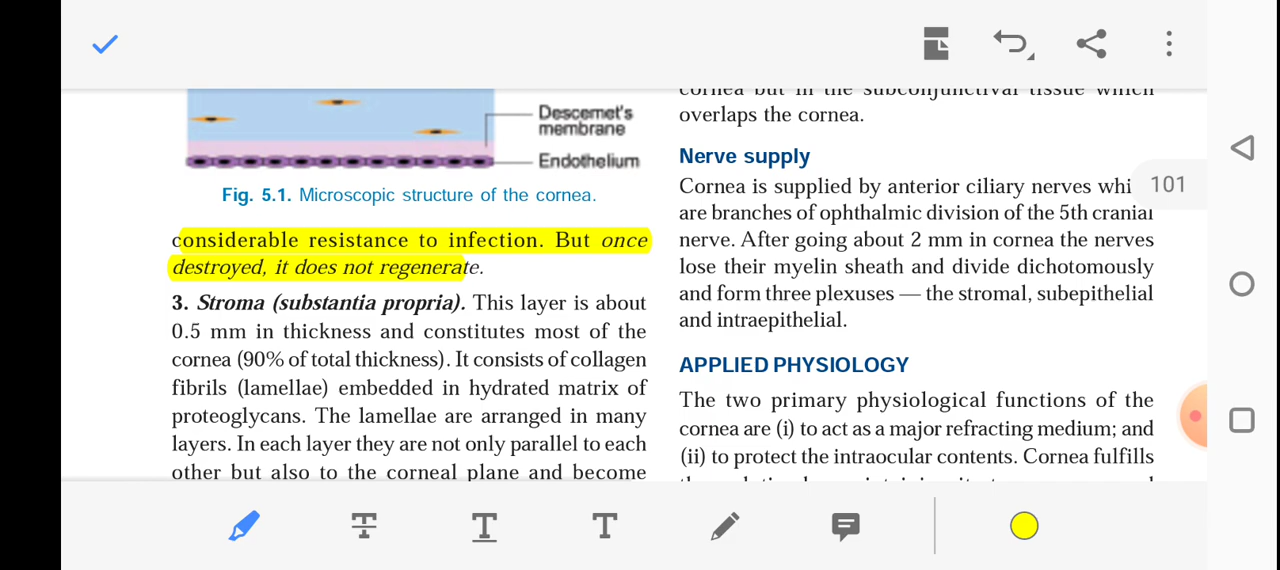 Descemet's
membrane
Endothelium
Fig. 5.1. Microscopic structure of the cornea.
considerable resistance to infection. But once
destroyed, it does not regenerate.
3. Stroma (substantia propria). This layer is about
0.5 mm in thickness and constitutes most of the
cornea (90% of total thickness). It consists of collagen
fibrils (lamellae) embedded in hydrated matrix of
proteoglycans. The lamellae are arranged in many
layers. In each layer they are not only parallel to each
other but also to the corneal plane and become
cornea but in the subconjunctival tissue which
overlaps the cornea.
Nerve supply
Cornea is supplied by anterior ciliary nerves whi
are branches of ophthalmic division of the 5th cranial
nerve. After going about 2 mm in cornea the nerves
lose their myelin sheath and divide dichotomously
and form three plexuses — the stromal, subepithelial
and intraepithelial.
APPLIED PHYSIOLOGY
The two primary physiological functions of the
cornea are (i) to act as a major refracting medium; and
(ii) to protect the intraocular contents. Cornea fulfills
101
T
T
T